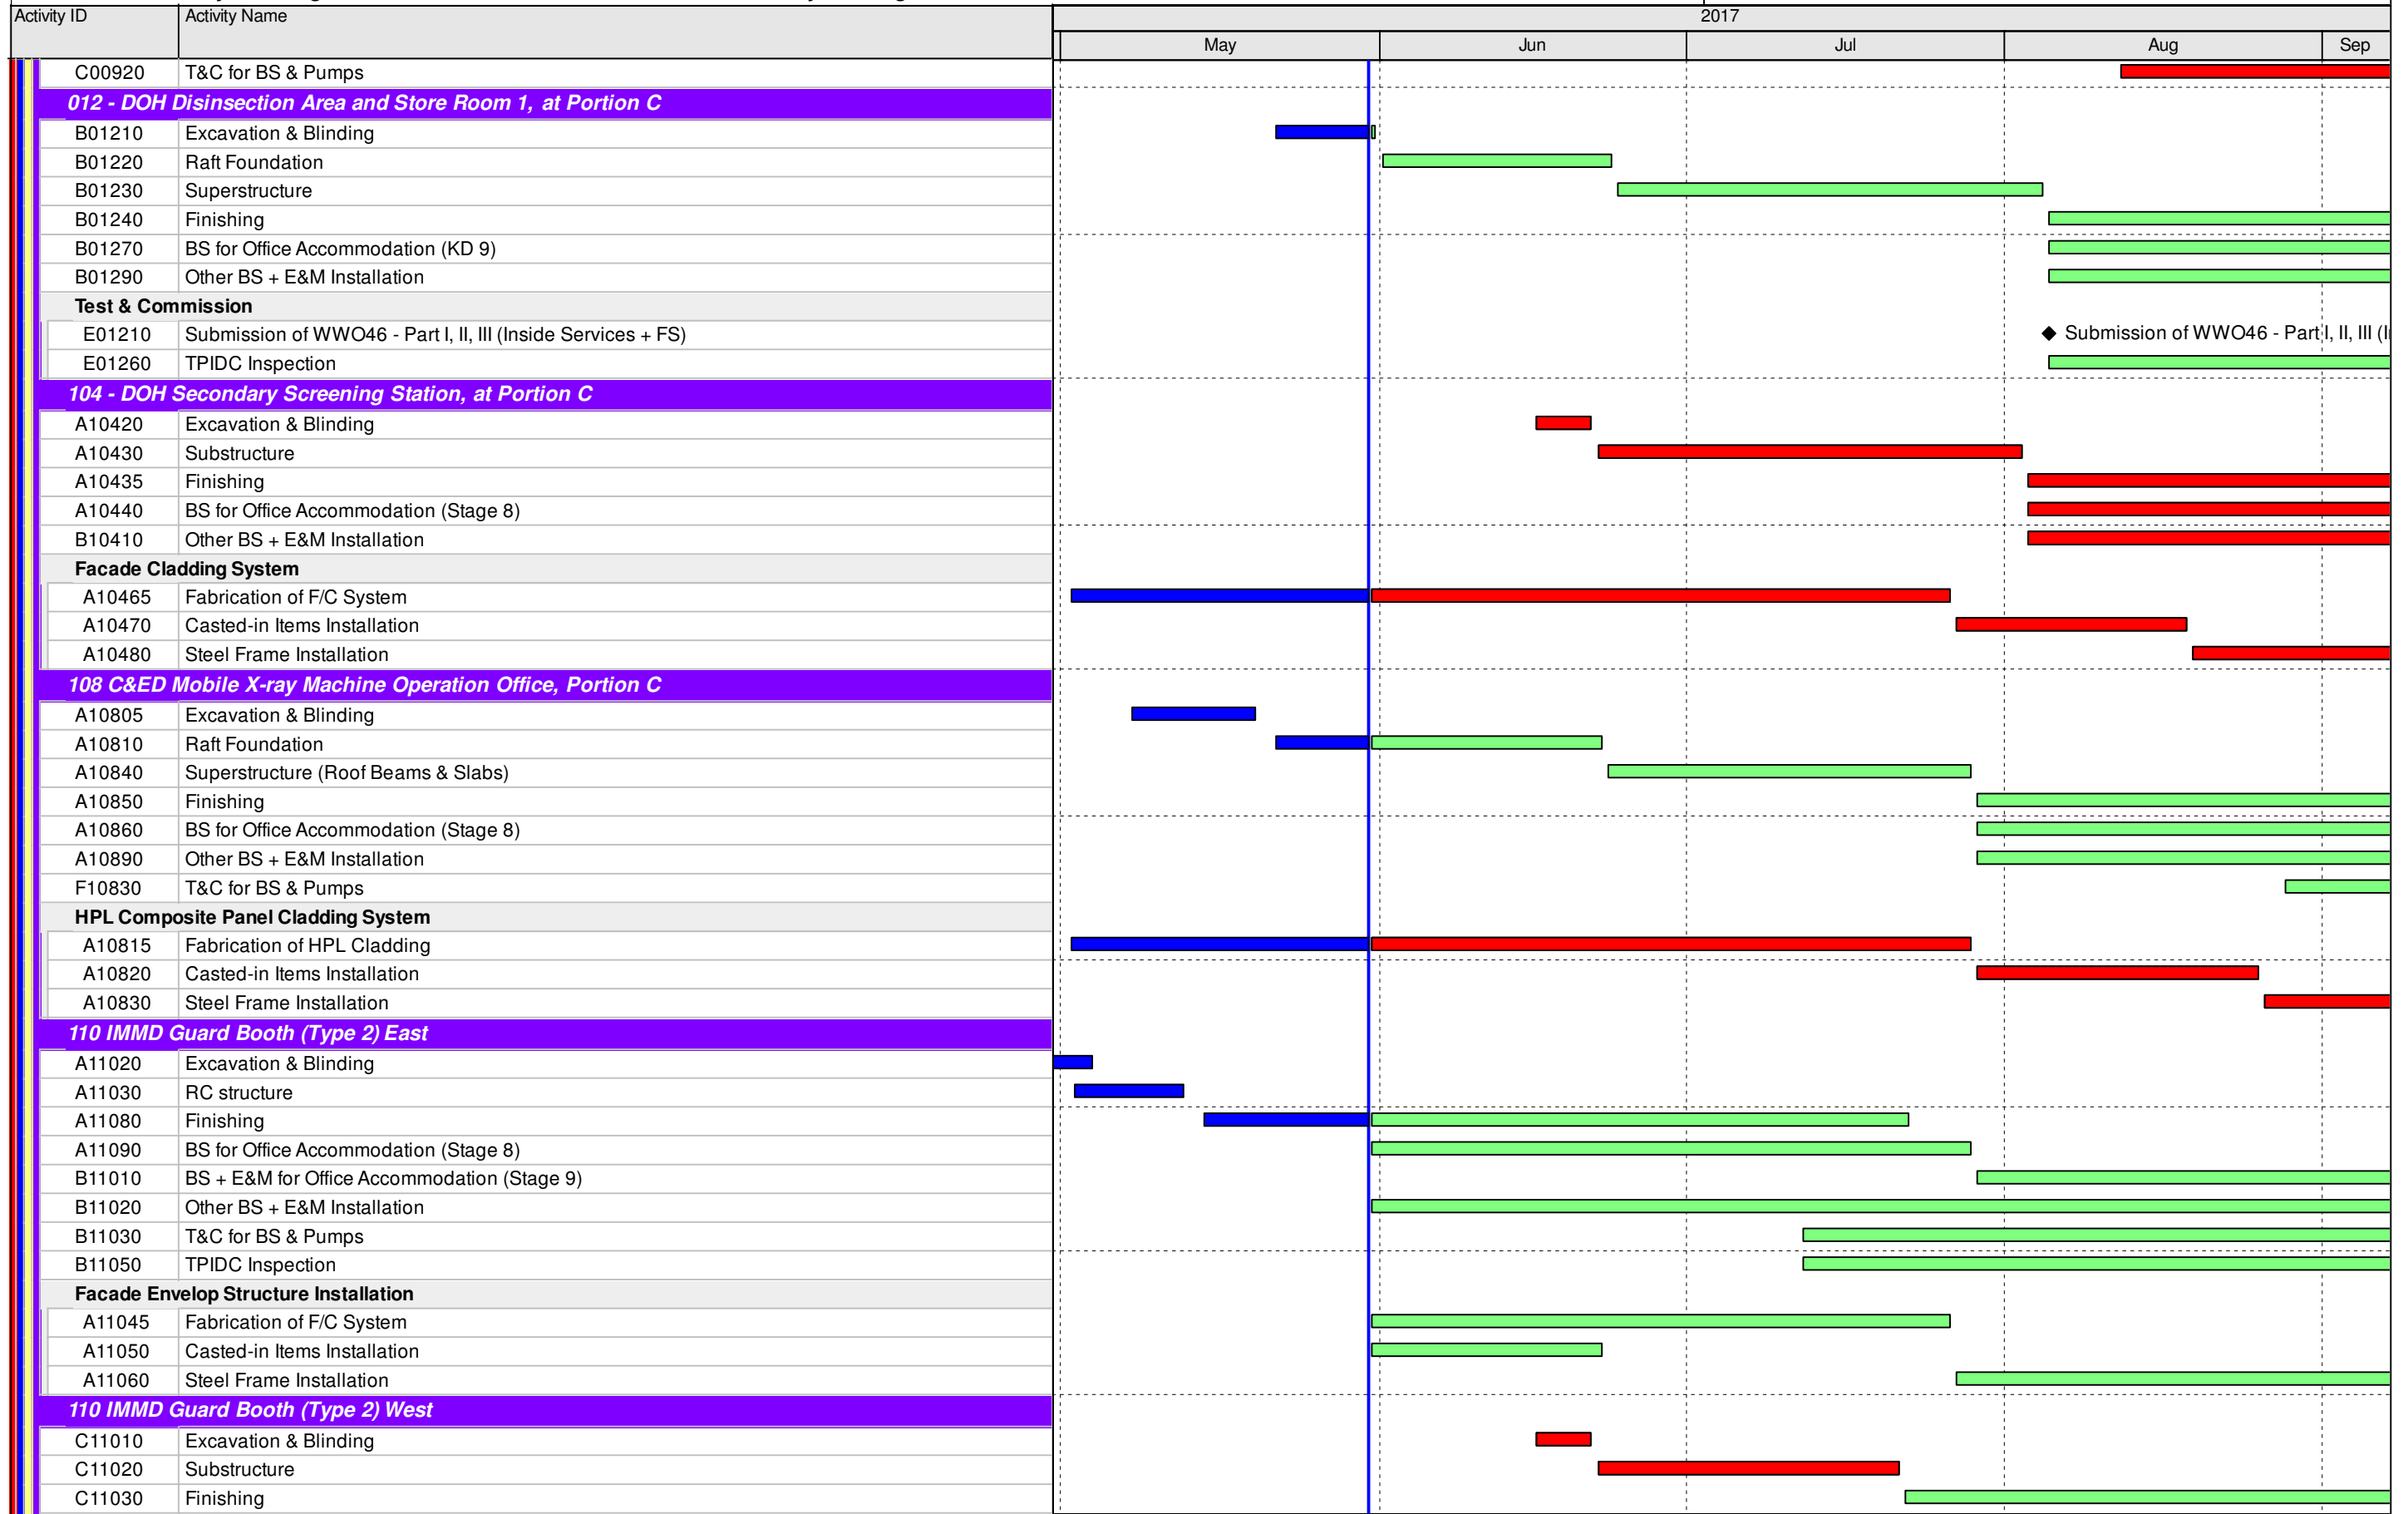 Activity ID Activity Name 2017
May Jun Jul Aug Sep
C00920 T&C for BS & Pumps
012 - DOH Disinsection Area and Store Room 1, at Portion C
B01210 Excavation & Blinding
B01220 Raft Foundation
B01230 Superstructure
B01240 Finishing
B01270 BS for Office Accommodation (KD 9)
B01290 Other BS + E&M Installation
Test & Commission
E01210 Submission of WWO46 - Part I, II, III (Inside Services + FS) Submission of WWO46 - Part I, II, III (I
E01260 TPIDC Inspection
104 - DOH Secondary Screening Station, at Portion C
A10420 Excavation & Blinding
A10430 Substructure
A10435 Finishing
A10440 BS for Office Accommodation (Stage 8)
B10410 Other BS + E&M Installation
Facade Cladding System
A10465 Fabrication of F/C System
A10470 Casted-in Items Installation
A10480 Steel Frame Installation
108 C&ED Mobile X-ray Machine Operation Office, Portion C
A10805 Excavation & Blinding
A10810 Raft Foundation
A10840 Superstructure (Roof Beams & Slabs)
A10850 Finishing
A10860 BS for Office Accommodation (Stage 8)
A10890 Other BS + E&M Installation
F10830 T&C for BS & Pumps
HPL Composite Panel Cladding System
A10815 Fabrication of HPL Cladding
A10820 Casted-in Items Installation
A10830 Steel Frame Installation
110 IMMD Guard Booth (Type 2) East
A11020 Excavation & Blinding
A11030 RC structure
A11080 Finishing
A11090 BS for Office Accommodation (Stage 8)
B11010 BS + E&M for Office Accommodation (Stage 9)
B11020 Other BS + E&M Installation
B11030 T&C for BS & Pumps
B11050 TPIDC Inspection
Facade Envelop Structure Installation
A11045 Fabrication of F/C System
A11050 Casted-in Items Installation
A11060 Steel Frame Installation
110 IMMD Guard Booth (Type 2) West
C11010 Excavation & Blinding
C11020 Substructure
C11030 Finishing